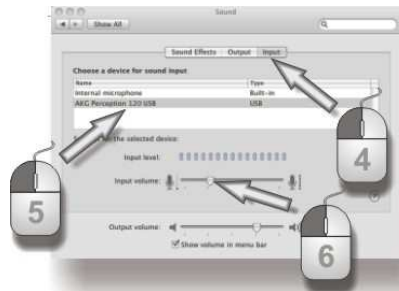 Sound
Show All
Sound Effects Output Input
Choose a device for sound input
Name Type
Internal microphone Built-in
AKG Perception 120 USB USB
the selected device:
Input level:
4
Input volume:
5
Output volume:
6
Show volume in menu bar